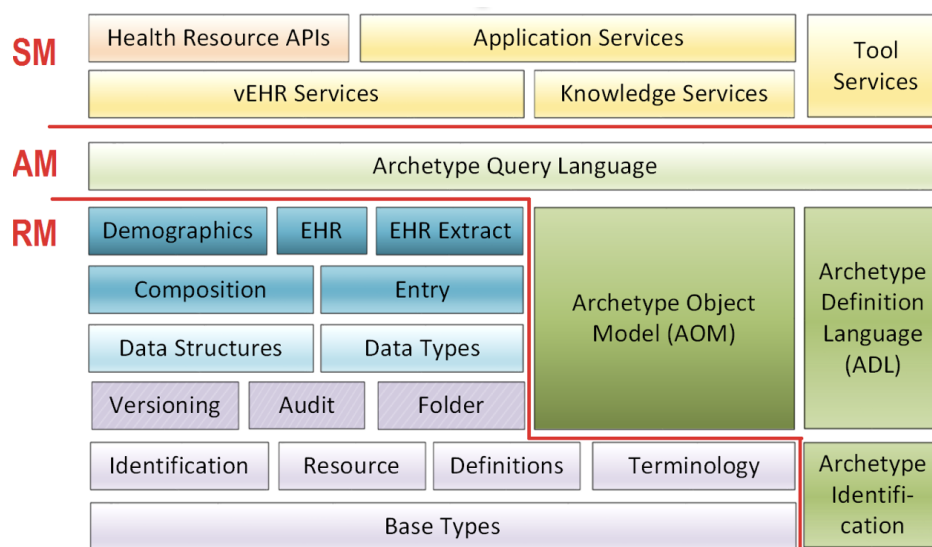 SM
Health Resource APIs
Application Services
Tool
Services
vEHR Services
Knowledge Services
AM
Archetype Query Language
RM
Demographics
EHR
EHR Extract
Composition
Entry
Data Structures
Data Types
Versioning
Audit
Folder
Archetype Object
Model (AOM)
Archetype
Definition
Language
(ADL)
Identification
Resource
Definitions
Terminology
Archetype
Identifi-
cation
Base Types